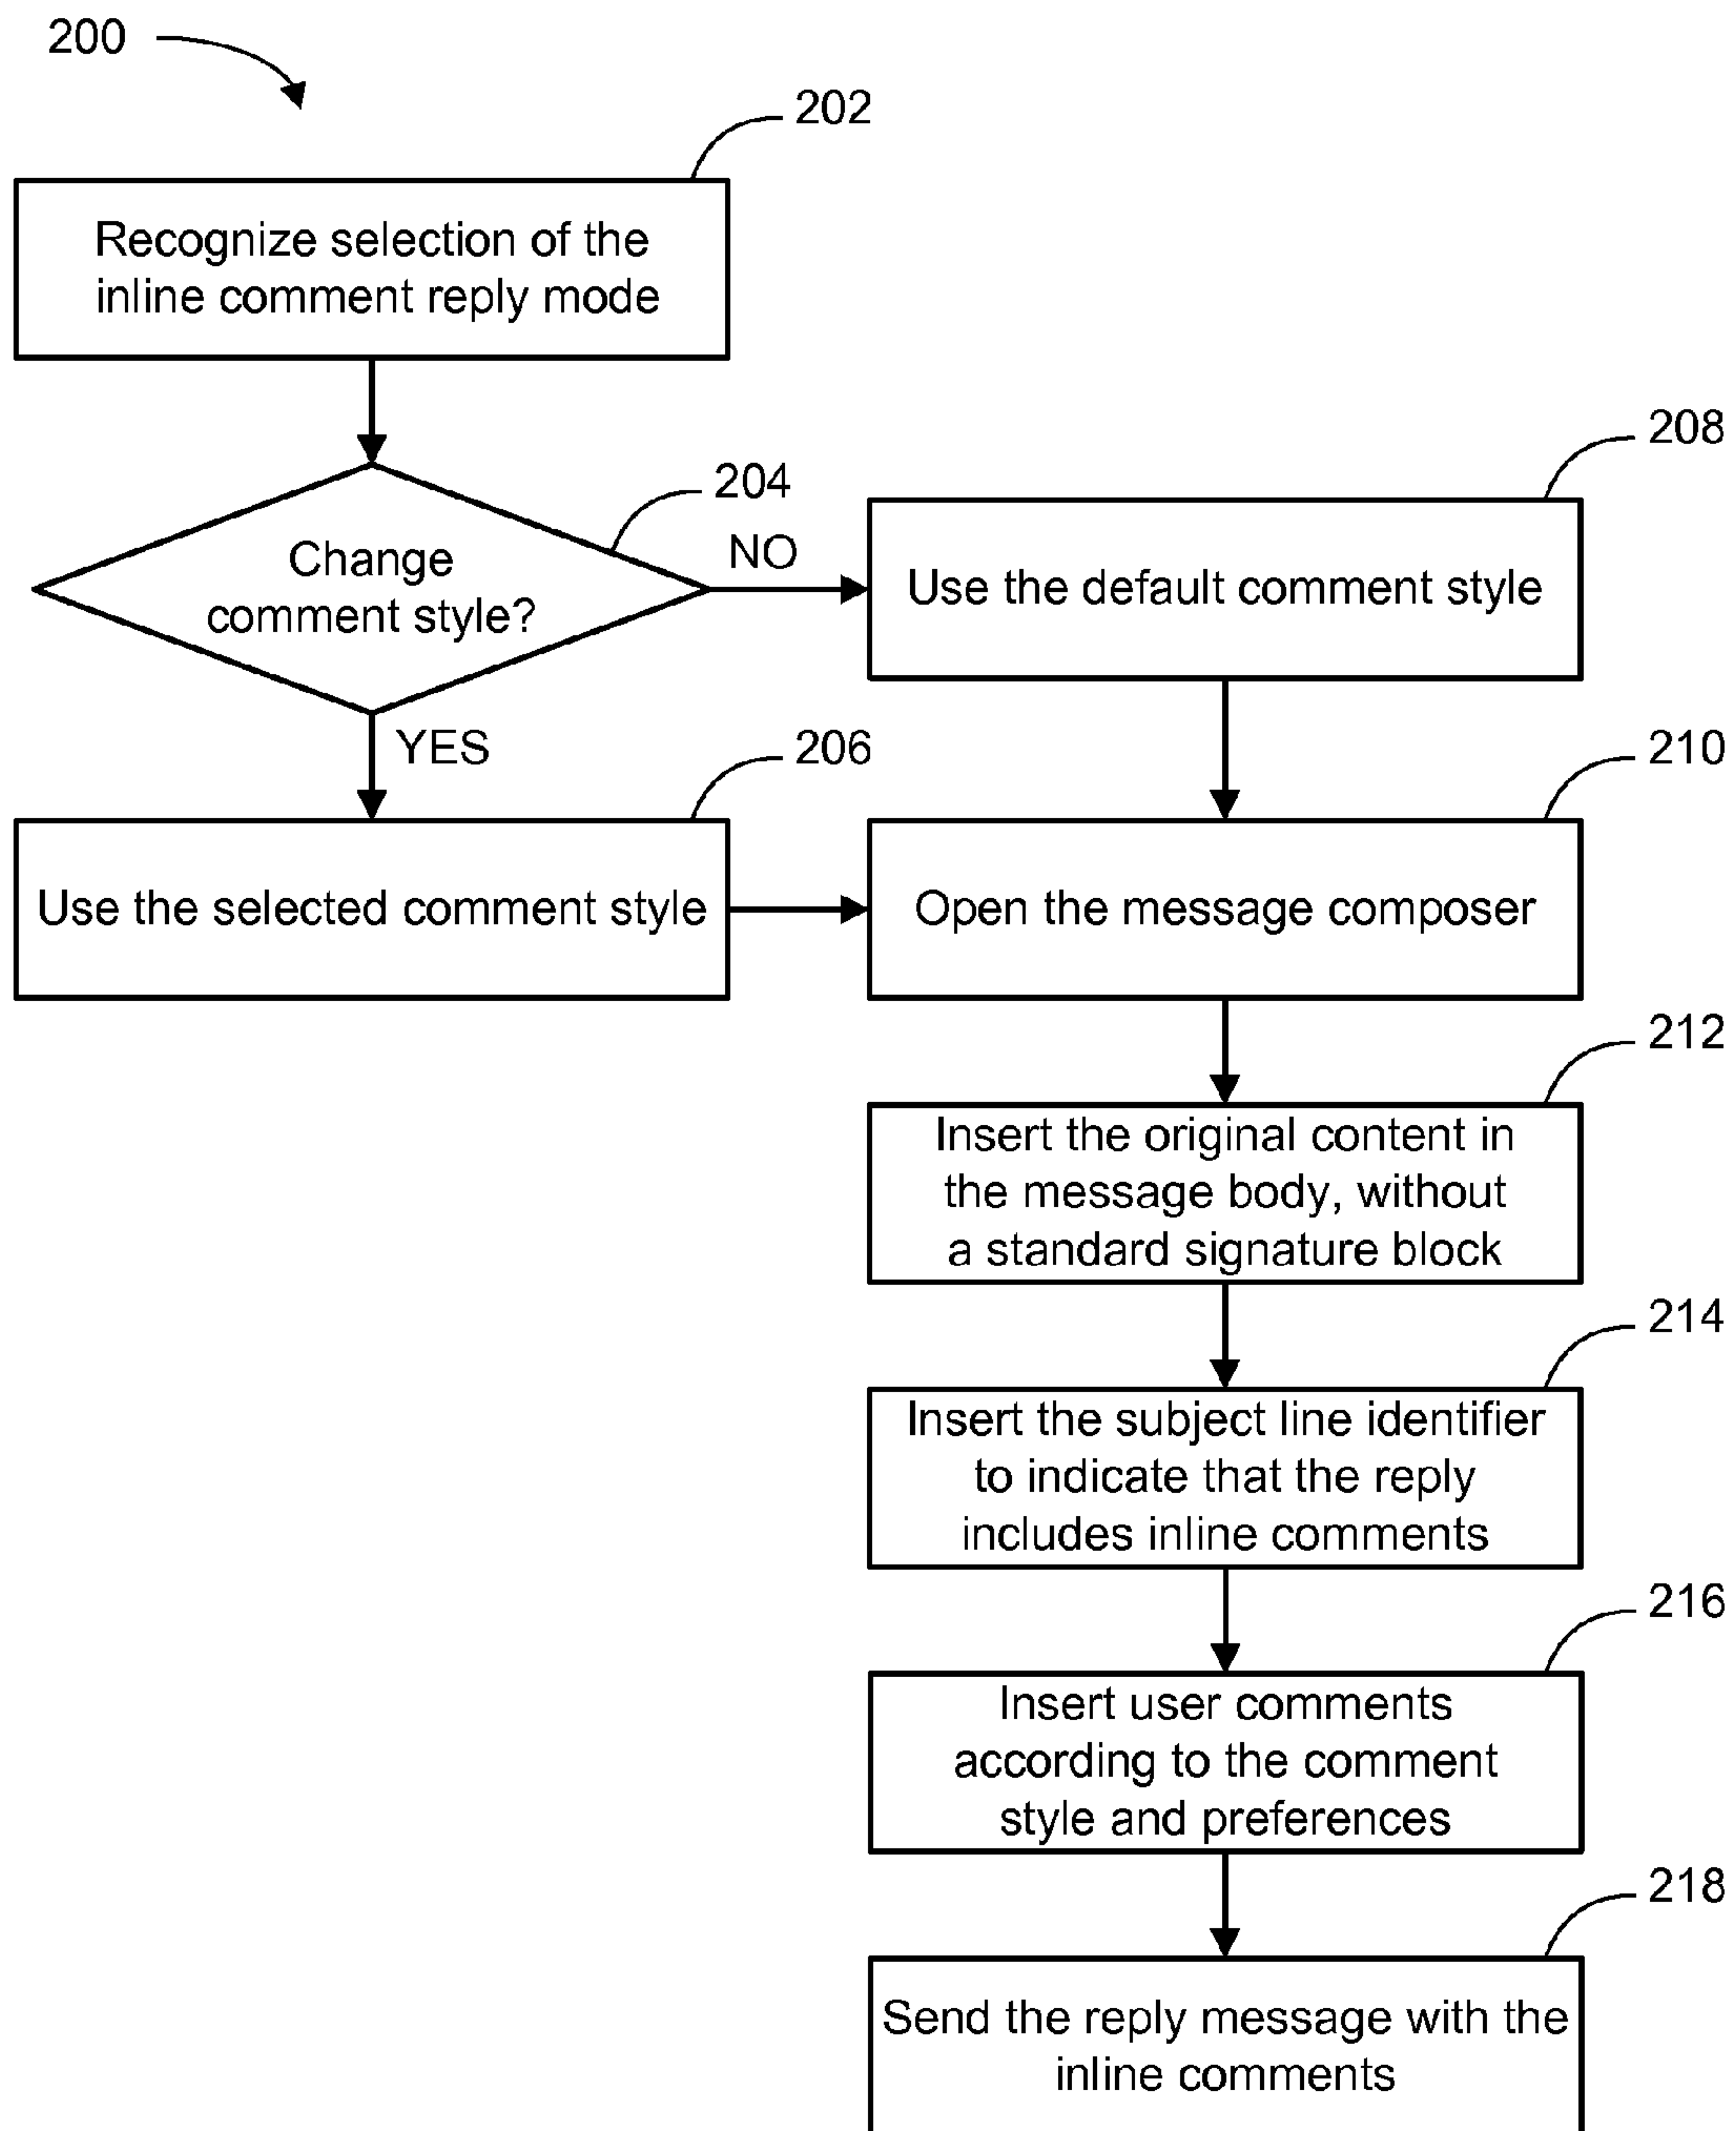 200
202
Recognize selection of the
inline comment reply mode
204
Change
comment style?
NO
208
Use the default comment style
YES
206
Use the selected comment style
210
Open the message composer
212
Insert the original content in
the message body, without
a standard signature block
214
Insert the subject line identifier
to indicate that the reply
includes inline comments
216
Insert user comments
according to the comment
style and preferences
218
Send the reply message with the
inline comments